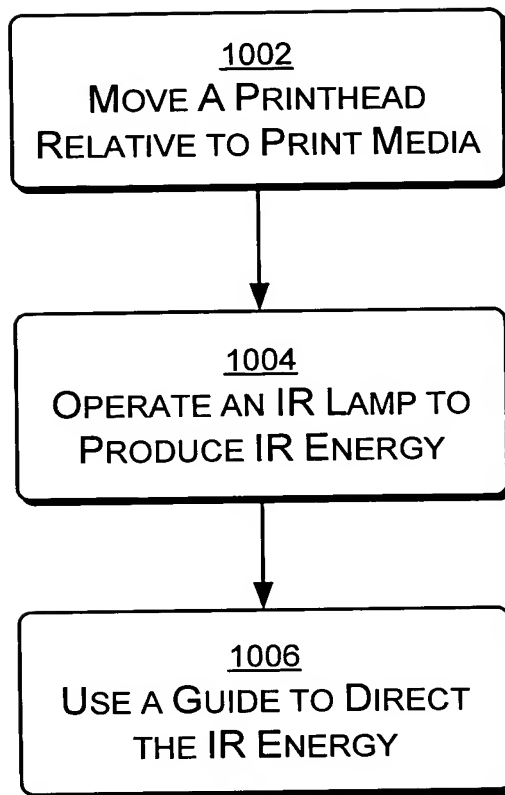 1002
MOVE A PRINTHEAD
RELATIVE TO PRINT MEDIA
1004
OPERATE AN IR LAMP TO
PRODUCE IR ENERGY
1006
USE A GUIDE TO DIRECT
THE IR ENERGY